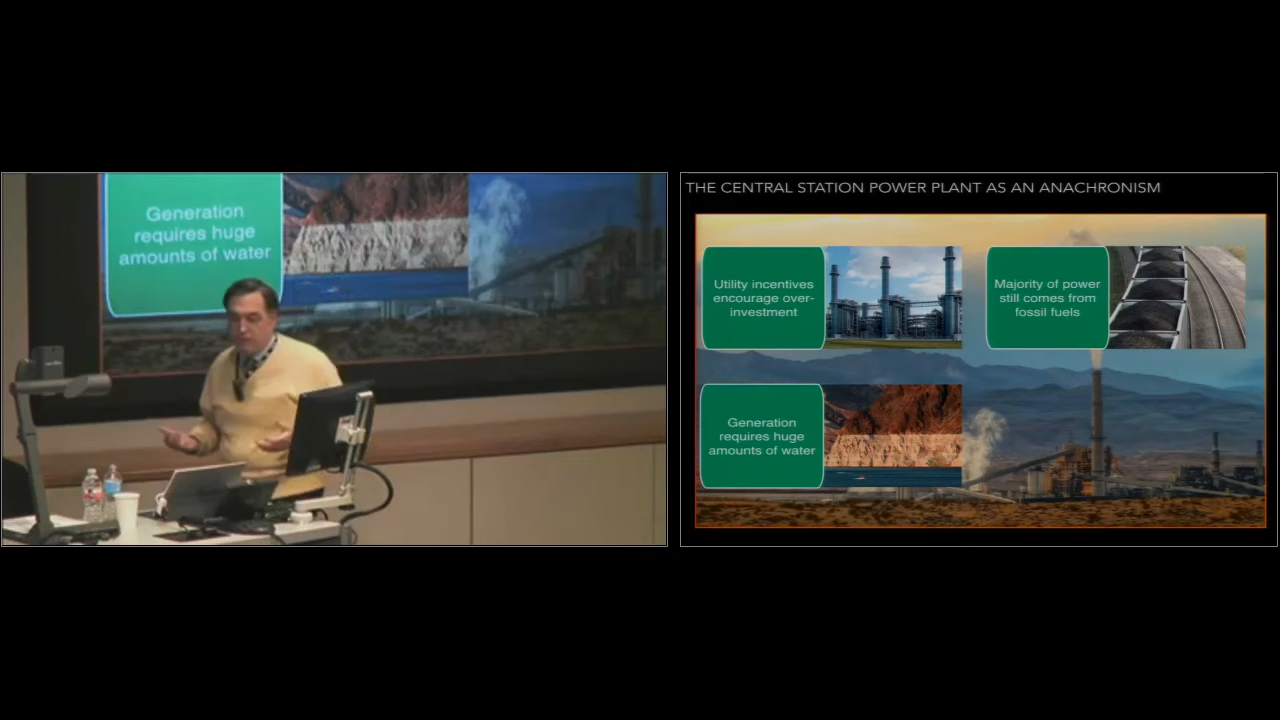 Generation
requires huge
amounts of water
THE CENTRAL STATION POWER PLANT AS AN ANACHRONISM
Utility incentives
encourage over-
investment
Majority of power
still comes from
fossil fuels
Generation
requires huge
amounts of water